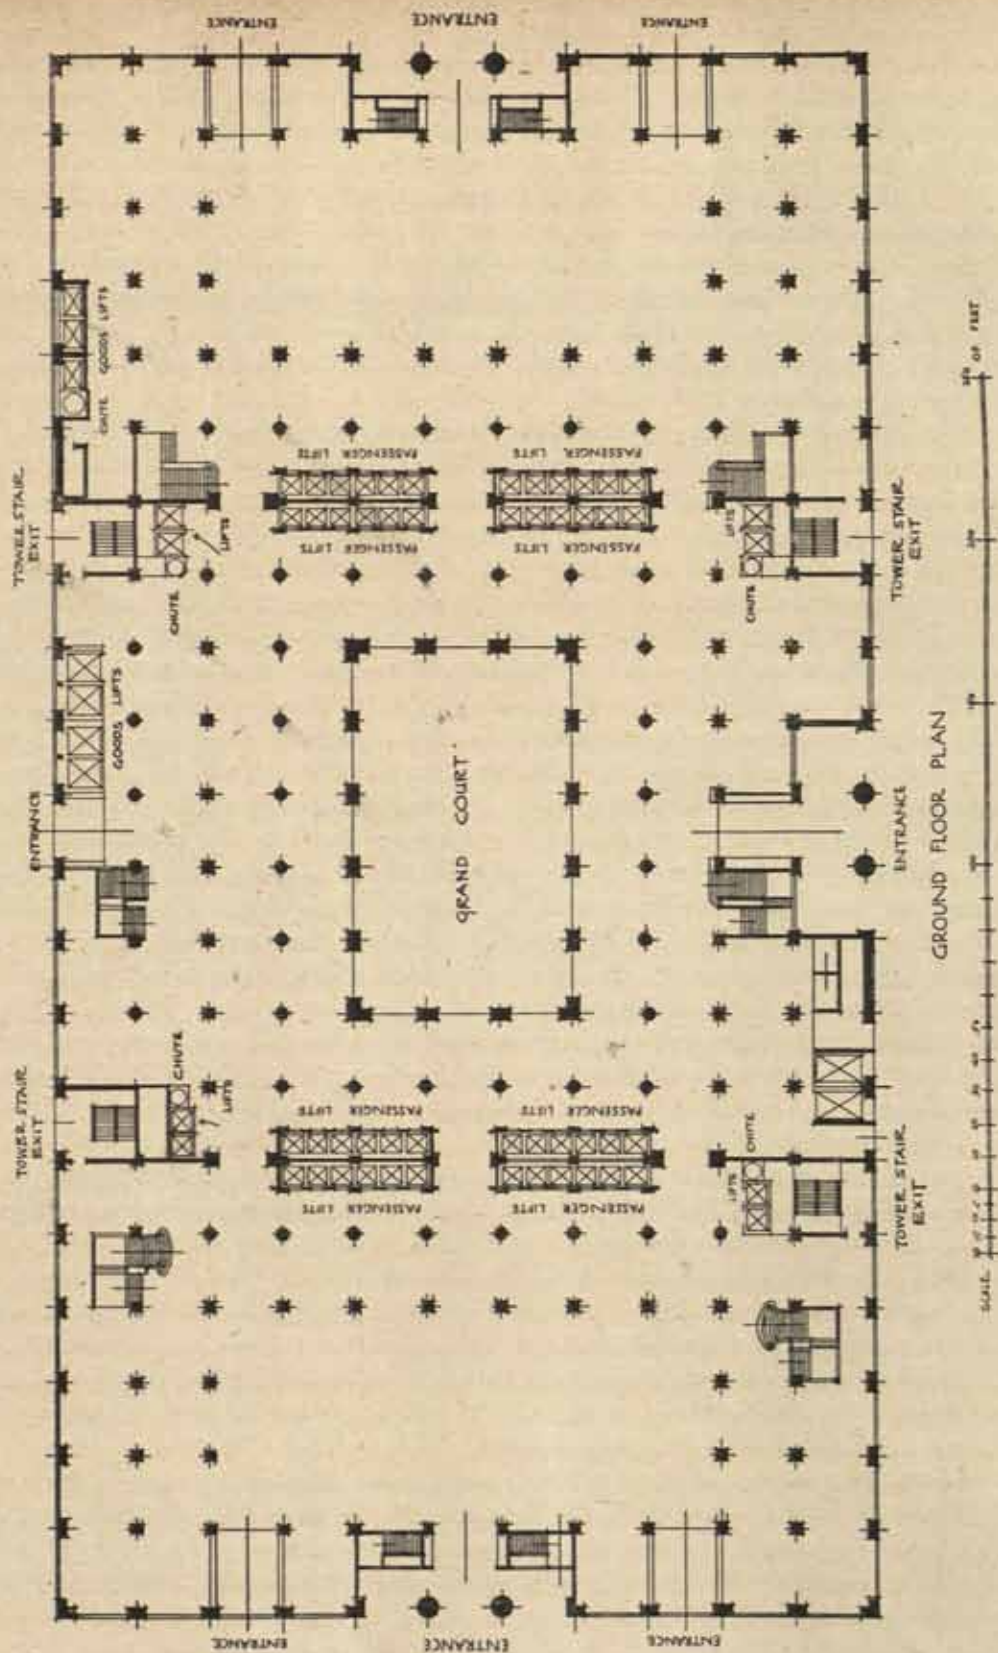 ENTRANCE
ENTRANCE
ENTRANCE
CHUTE GOODS LIFTS
PASSENGER LIFTS
PASSENGER LIFTS
TOWER STAIR
EXIT
LIFTS
PASSENGER LIFTS
PASSENGER LIFTS
LIFTS
TOWER STAIR
EXIT
CHUTE
CHUTE
GOODS LIFTS
ENTRANCE
GRAND COURT
ENTRANCE
GROUND FLOOR PLAN
TOWER STAIR
EXIT
CHUTE
LIFTS
PASSENGER LIFTS
PASSENGER LIFTS
CHUTE
LIFTS
PASSENGER LIFTS
PASSENGER LIFTS
TOWER STAIR
EXIT
ENTRANCE
ENTRANCE
ENTRANCE
SCALE
OF FEET